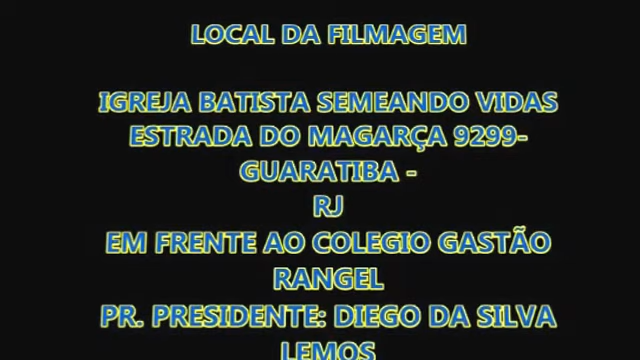 LOCAL DA FILMAGEM
IGREJA BATISTA SEMEANDO VIDAS
ESTRADA DO MAGARÇA 9299-
GUARATIBA -
RJ
EM FRENTE AO COLEGIO GASTÃO
RANGEL
PR. PRESIDENTE: DIEGO DA SILVA
LEMOS